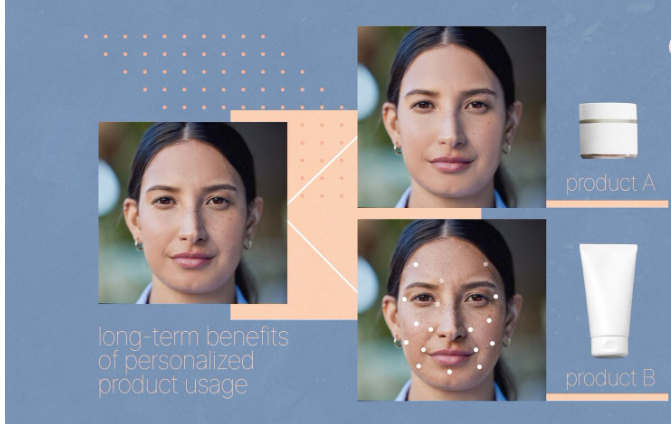 long-term benefits
of personalized
product usage
product A
product B